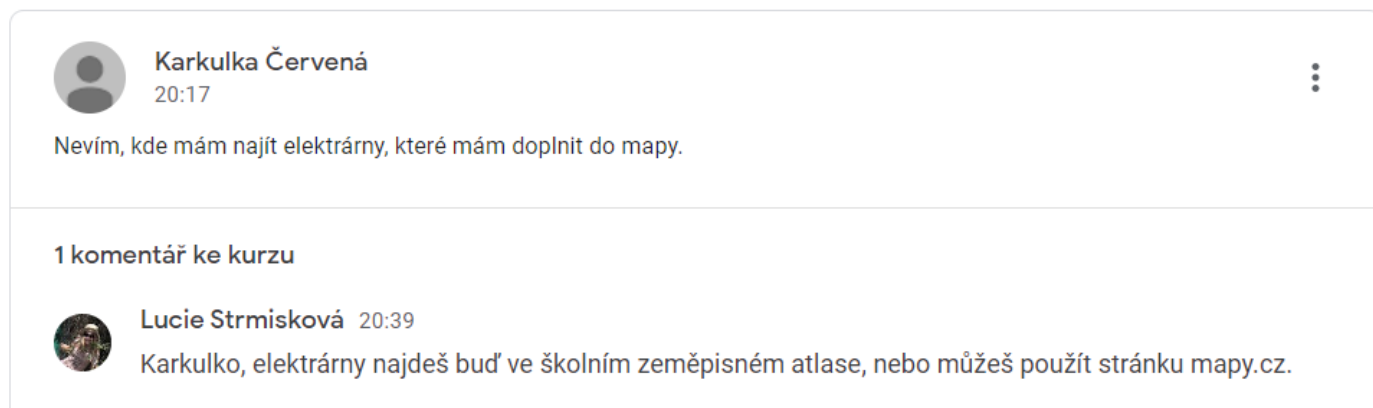 Karkulka Červená
20:17
Nevím, kde mám najít elektrárny, které mám doplnit do mapy.
1 komentář ke kurzu
Lucie Strmisková 20:39
Karkulko, elektrárny najdeš buď ve školním zeměpisném atlase, nebo můžeš použít stránku mapy.cz.